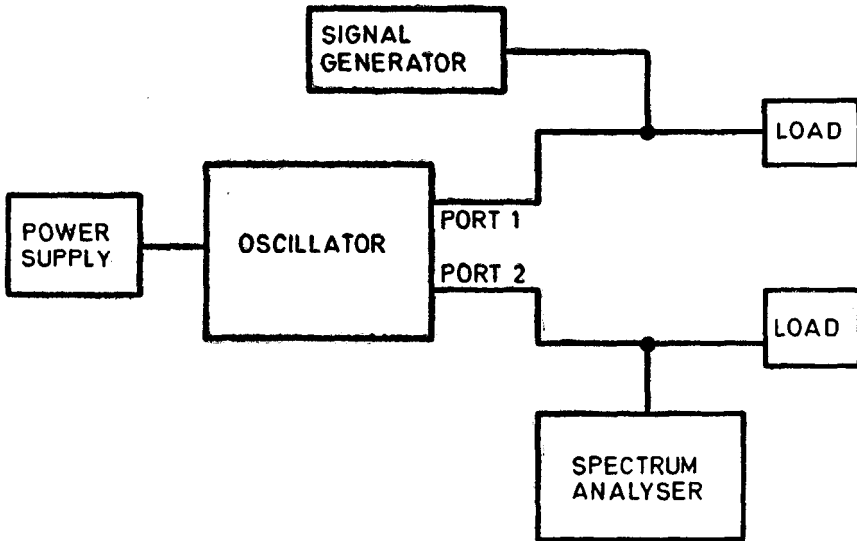 SIGNAL
GENERATOR
LOAD
POWER
SUPPLY
OSCILLATOR
PORT 1
PORT 2
LOAD
SPECTRUM
ANALYSER